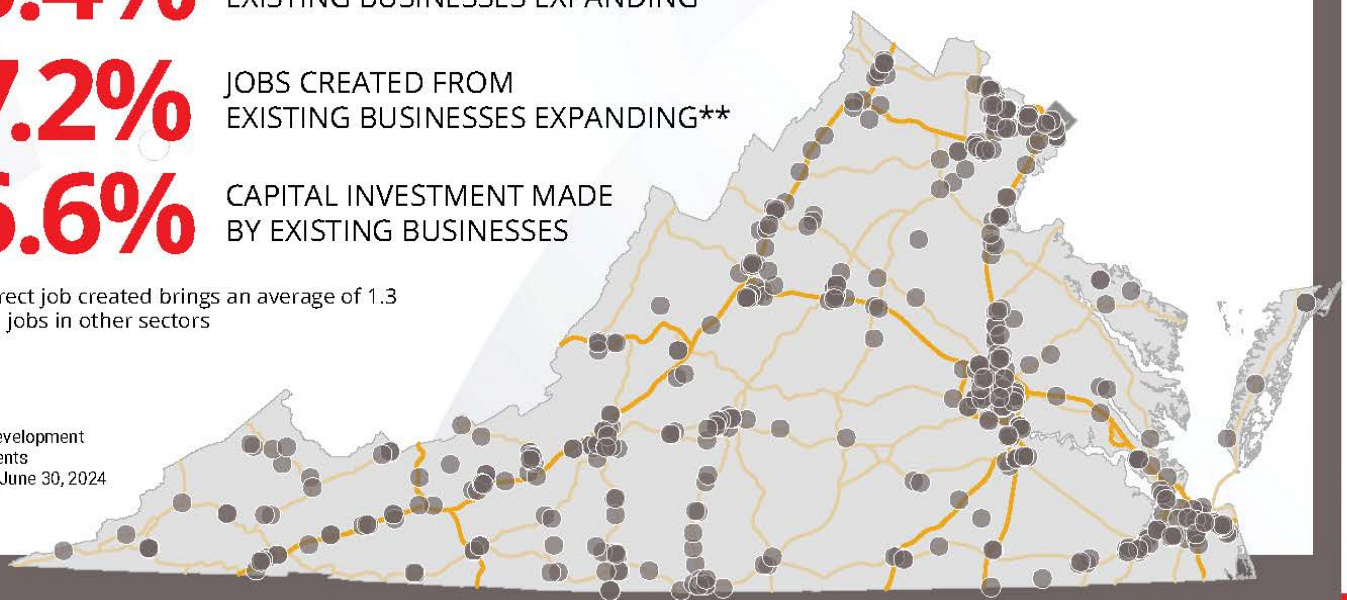 EXISTING BUSINESSES EXPANDING
7.2%
JOBS CREATED FROM
EXISTING BUSINESSES EXPANDING**
6.6%
CAPITAL INVESTMENT MADE
BY EXISTING BUSINESSES
rect job created brings an average of 1.3
jobs in other sectors
evelopment
ents
June 30, 2024